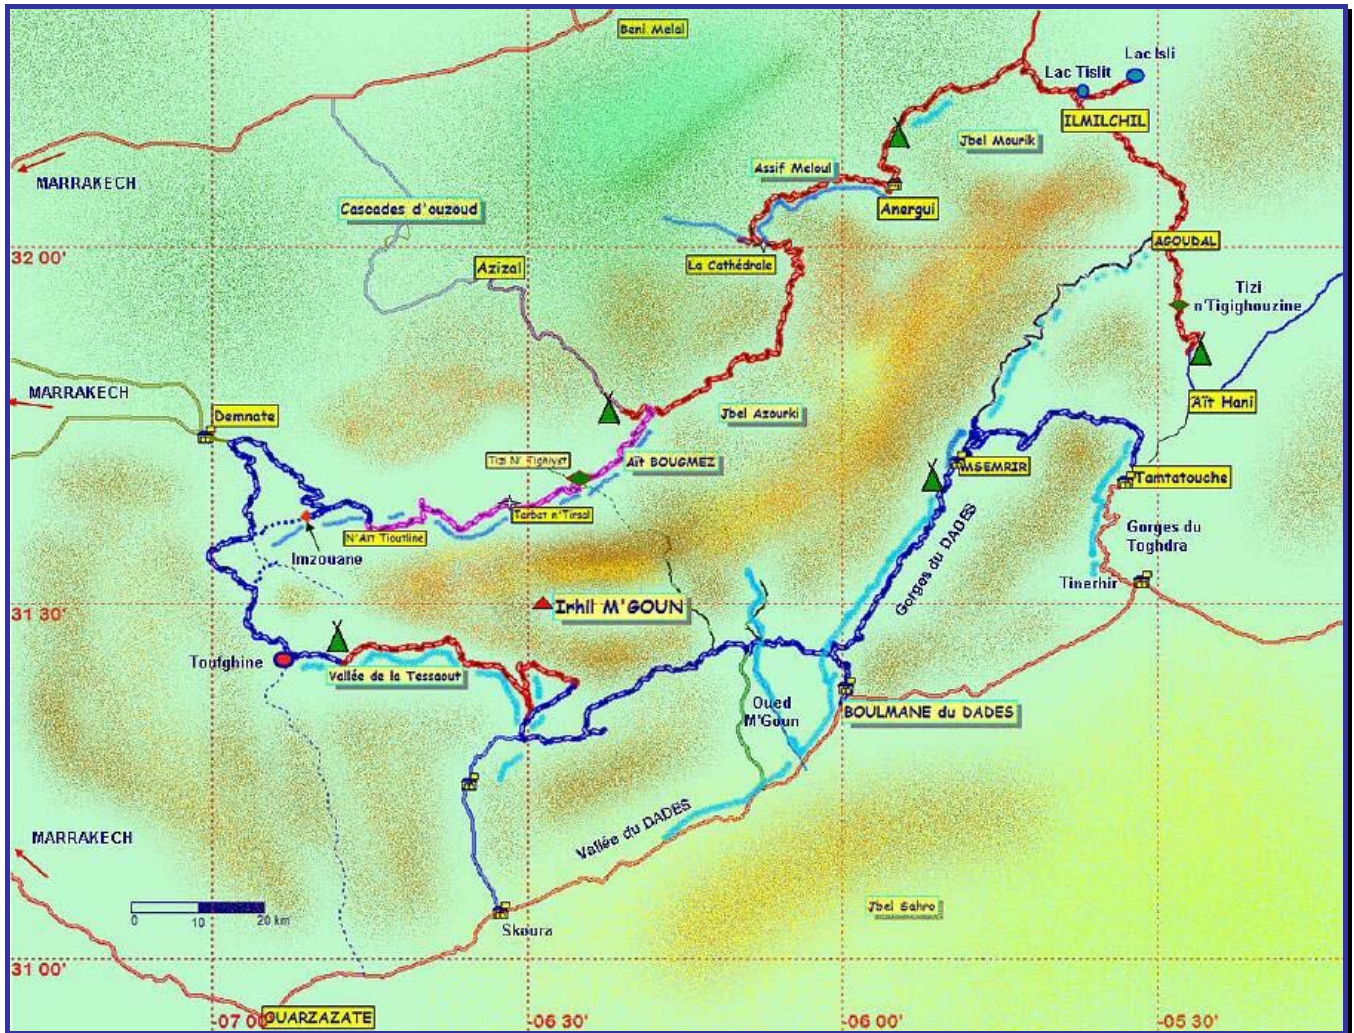 Beni Melal
Lac Isli
Lac Tislit
ILMILCHIL
Jbel Mourik
Assif Meloul
MARRAKECH
Cascades d'ouzoud
Anergui
AGOUDAL
32 00'
La Cathédrale
Azizal
Tizi
n'Tigighouzine
MARRAKECH
Aït Hani
Demnate
Jbel Azourki
Tizi N'
Aït BOUGMEZ
MSEMRIR
Tamtatouche
Tarbat n'Tirsal
N'Aït Tioutline
Imzouane
Gorges du DADES
Gorges du
Toghdra
Tinerhir
31 30'
Irhil M'GOUN
Toufghine
Vallée de la Tessaout
Oued
M'Goun
BOULMANE du DADES
Vallée du DADES
MARRAKECH
0 10 20 km
Jbel Sahro
Skoura
31 00'
OUARZAZATE
-07 00'
-06 30'
-06 00'
-05 30'